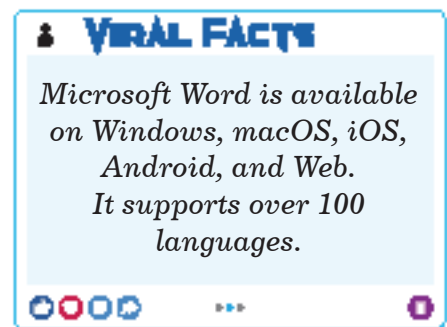 VIRAL FACTS
Microsoft Word is available
on Windows, macOS, iOS,
Android, and Web.
It supports over 100
languages.